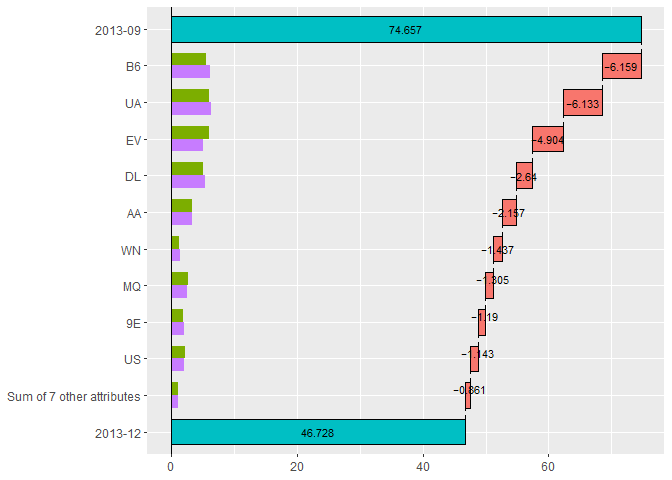 2013-09
74.657
B6
−6.159
UA
−6.133
EV
−4.904
DL
−2.64
AA
−2.157
WN
−1.437
MQ
−1.305
9E
−1.19
US
−1.143
Sum of 7 other attributes
−0.861
2013-12
46.728
0
20
40
60